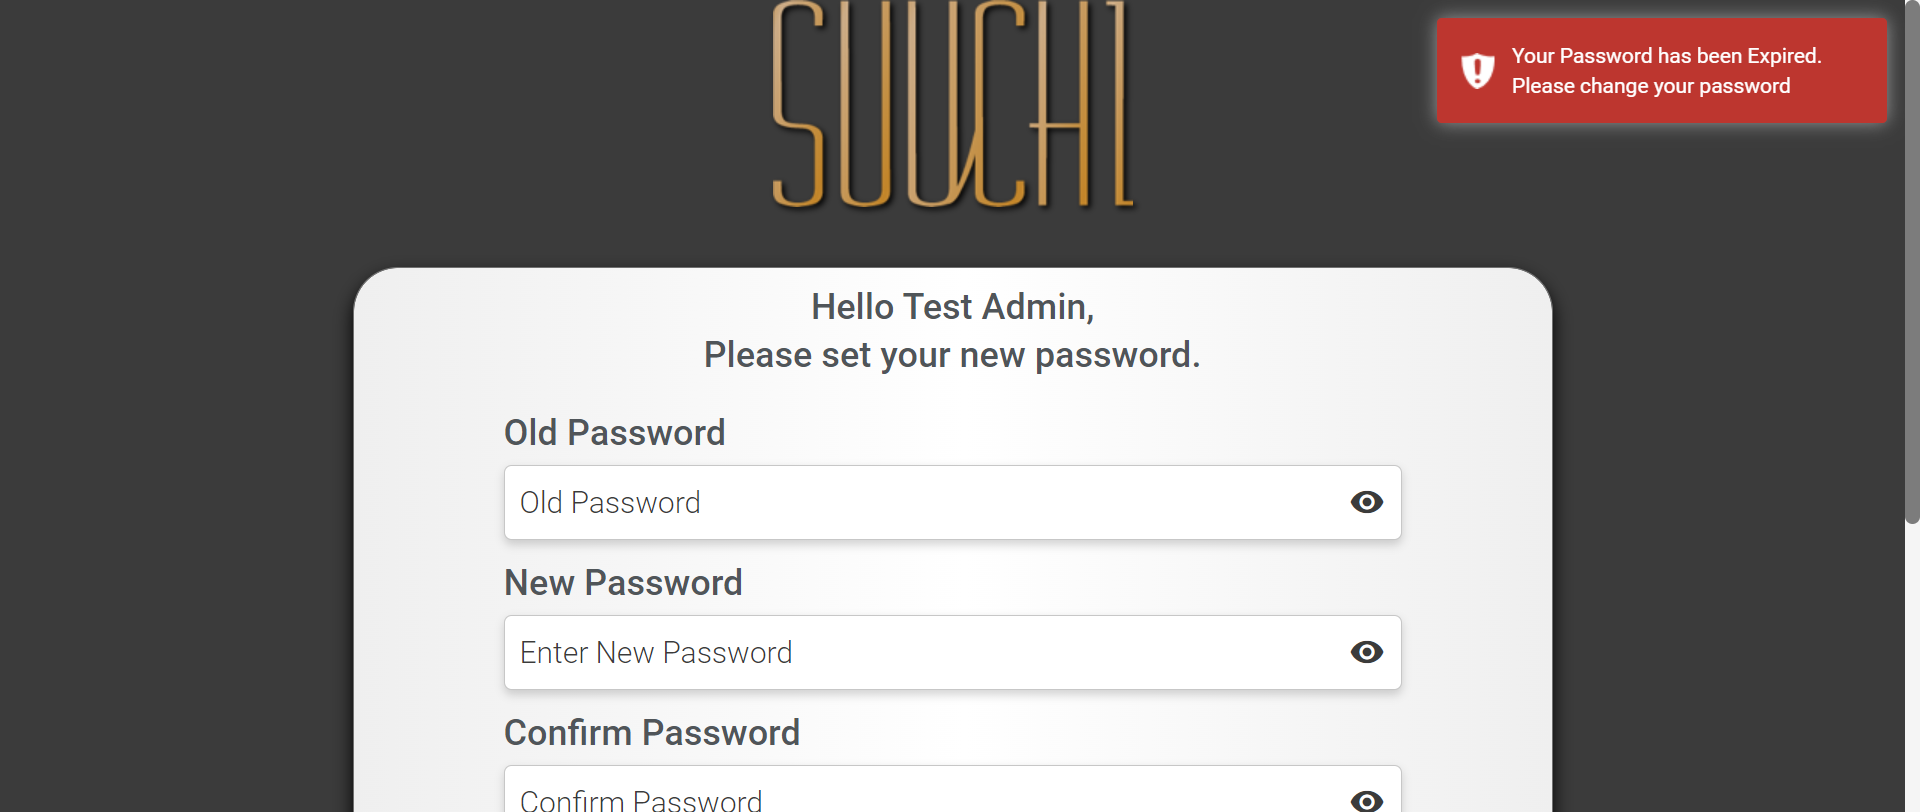 SUUCHI
Your Password has been Expired.
Please change your password
Hello Test Admin,
Please set your new password.
Old Password
Old Password
New Password
Enter New Password
Confirm Password
Confirm Password